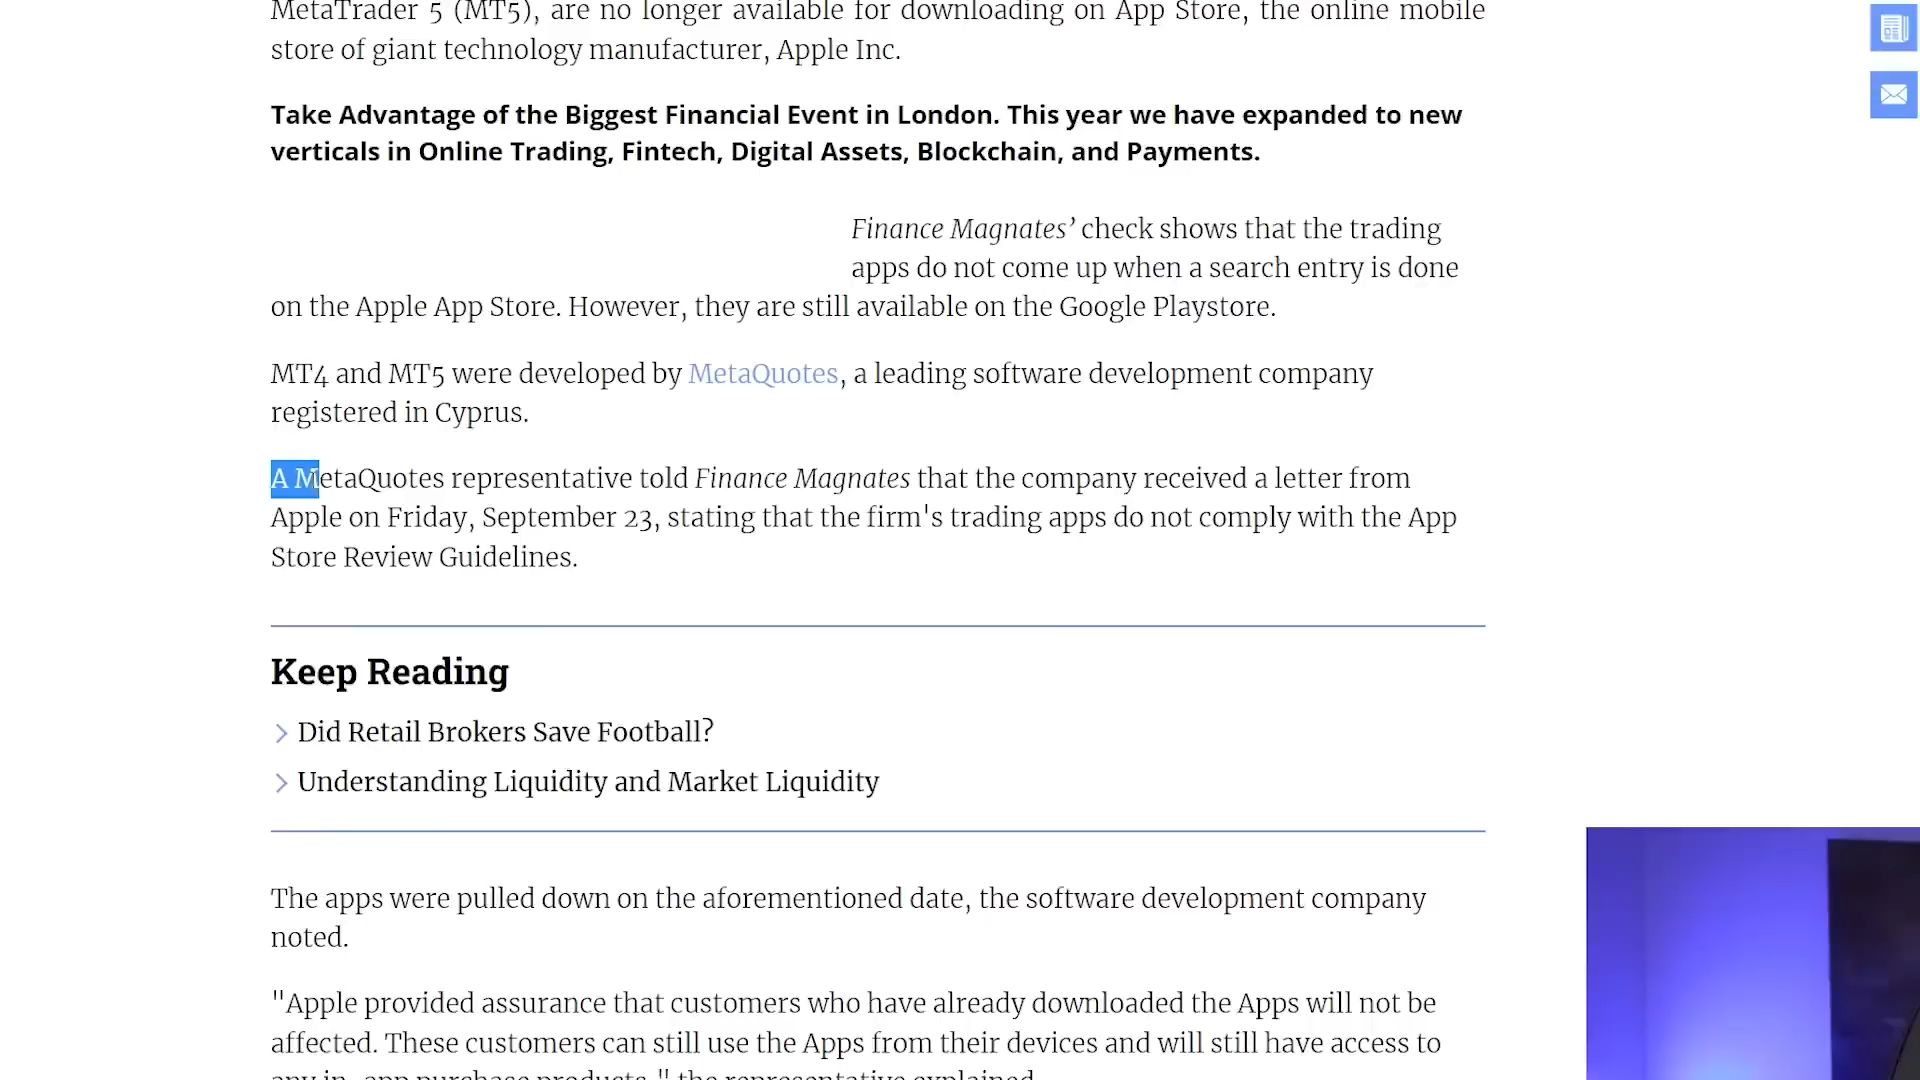 MetaTrader 5 (MT5), are no longer available for downloading on App Store, the online mobile
store of giant technology manufacturer, Apple Inc.
Take Advantage of the Biggest Financial Event in London. This year we have expanded to new
verticals in Online Trading, Fintech, Digital Assets, Blockchain, and Payments.
Finance Magnates’ check shows that the trading
apps do not come up when a search entry is done
on the Apple App Store. However, they are still available on the Google Playstore.
MT4 and MT5 were developed by MetaQuotes, a leading software development company
registered in Cyprus.
A MetaQuotes representative told Finance Magnates that the company received a letter from
Apple on Friday, September 23, stating that the firm's trading apps do not comply with the App
Store Review Guidelines.
Keep Reading
Did Retail Brokers Save Football?
Understanding Liquidity and Market Liquidity
The apps were pulled down on the aforementioned date, the software development company
noted.
"Apple provided assurance that customers who have already downloaded the Apps will not be
affected. These customers can still use the Apps from their devices and will still have access to
any in-app purchase products," the representative explained.